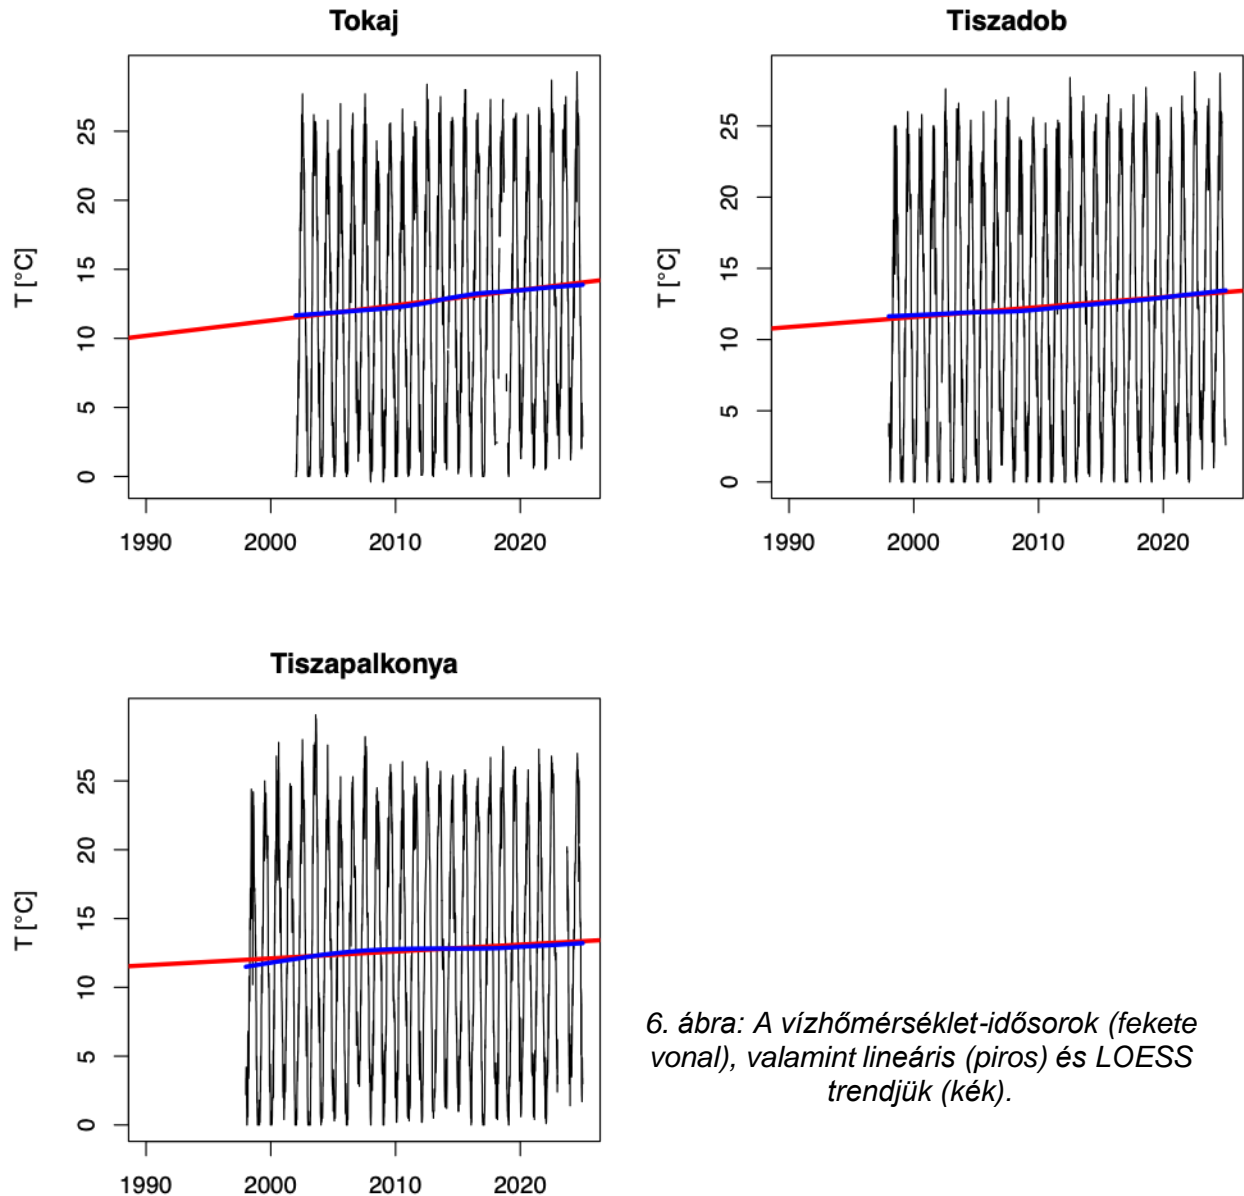 Tokaj
T [°C]
25
20
15
10
5
0
1990 2000 2010 2020
Tiszadob
T [°C]
25
20
15
10
5
0
1990 2000 2010 2020
Tiszapalkonya
T [°C]
25
20
15
10
5
0
1990 2000 2010 2020
6. ábra: A vízhőmérséklet-idősorok (fekete
vonal), valamint lineáris (piros) és LOESS
trendjük (kék).